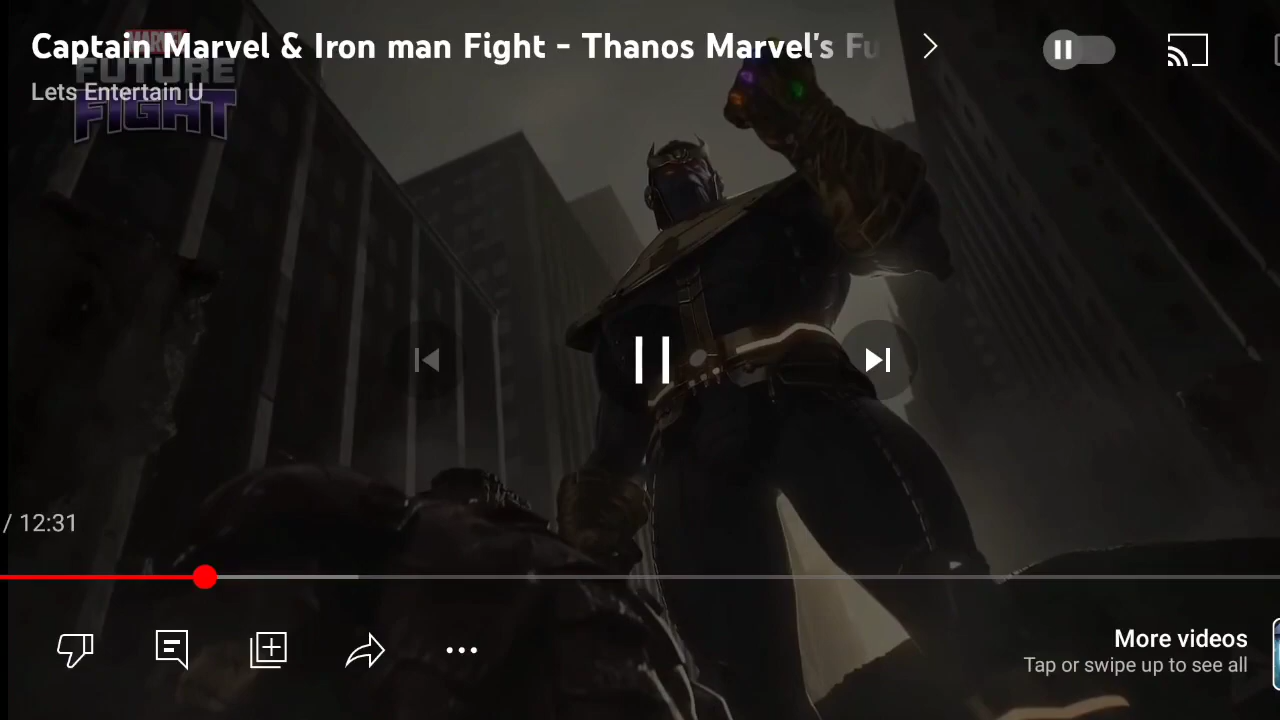 Captain Marvel & Iron man Fight - Thanos Marvel's Fu
Lets Entertain U
MARVEL
FUTURE
FIGHT
/ 12:31
More videos
Tap or swipe up to see all